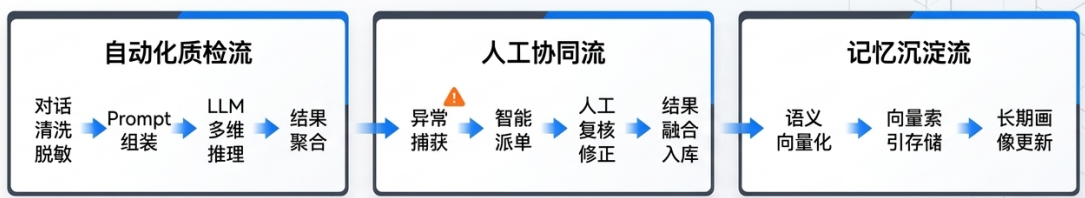 自动化质检流
对话
清洗
脱敏
Prompt
组装
LLM
多维
推理
结果
聚合
人工协同流
异常
捕获
智能
派单
人工
复核
修正
结果
融合
入库
记忆沉淀流
语义
向量化
向量索
引存储
长期画
像更新